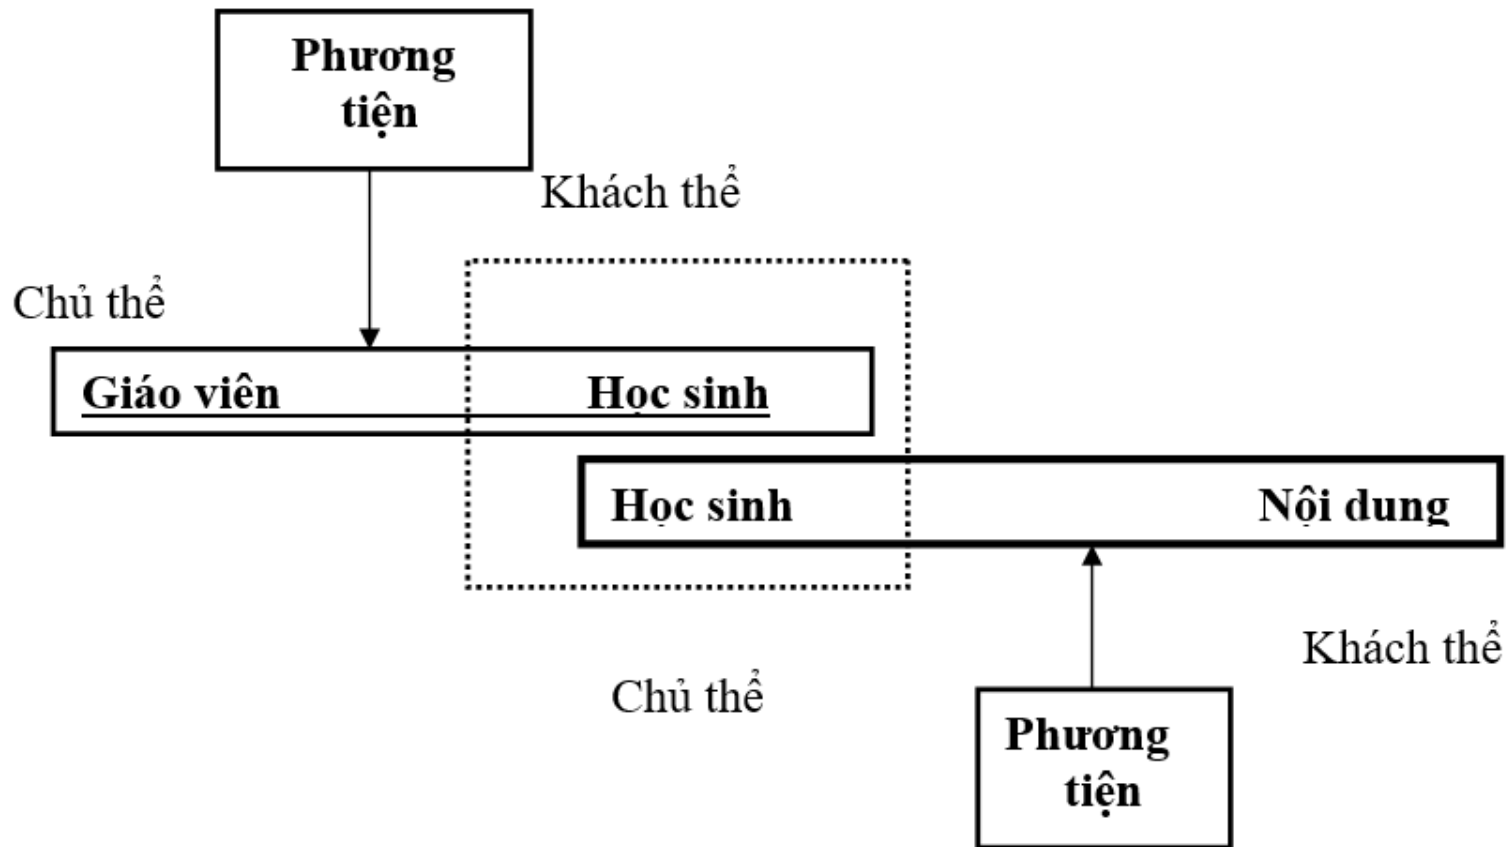 Phương
tiện
Khách thể
Chủ thể
Giáo viên Học sinh
Học sinh Nội dung
Khách thể
Chủ thể
Phương
tiện